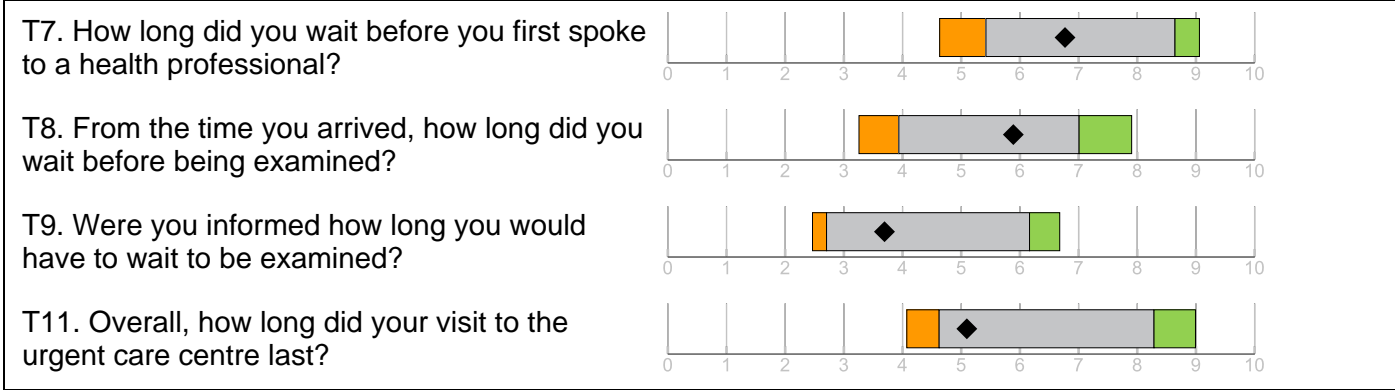 T7. How long did you wait before you first spoke
to a health professional?
0 1 2 3 4 5 6 7 8 9 10
T8. From the time you arrived, how long did you
wait before being examined?
0 1 2 3 4 5 6 7 8 9 10
T9. Were you informed how long you would
have to wait to be examined?
0 1 2 3 4 5 6 7 8 9 10
T11. Overall, how long did your visit to the
urgent care centre last?
0 1 2 3 4 5 6 7 8 9 10